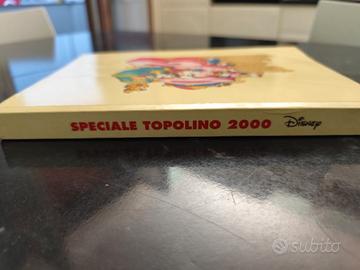 SPECIALE TOPOLINO 2000 Disney
subito